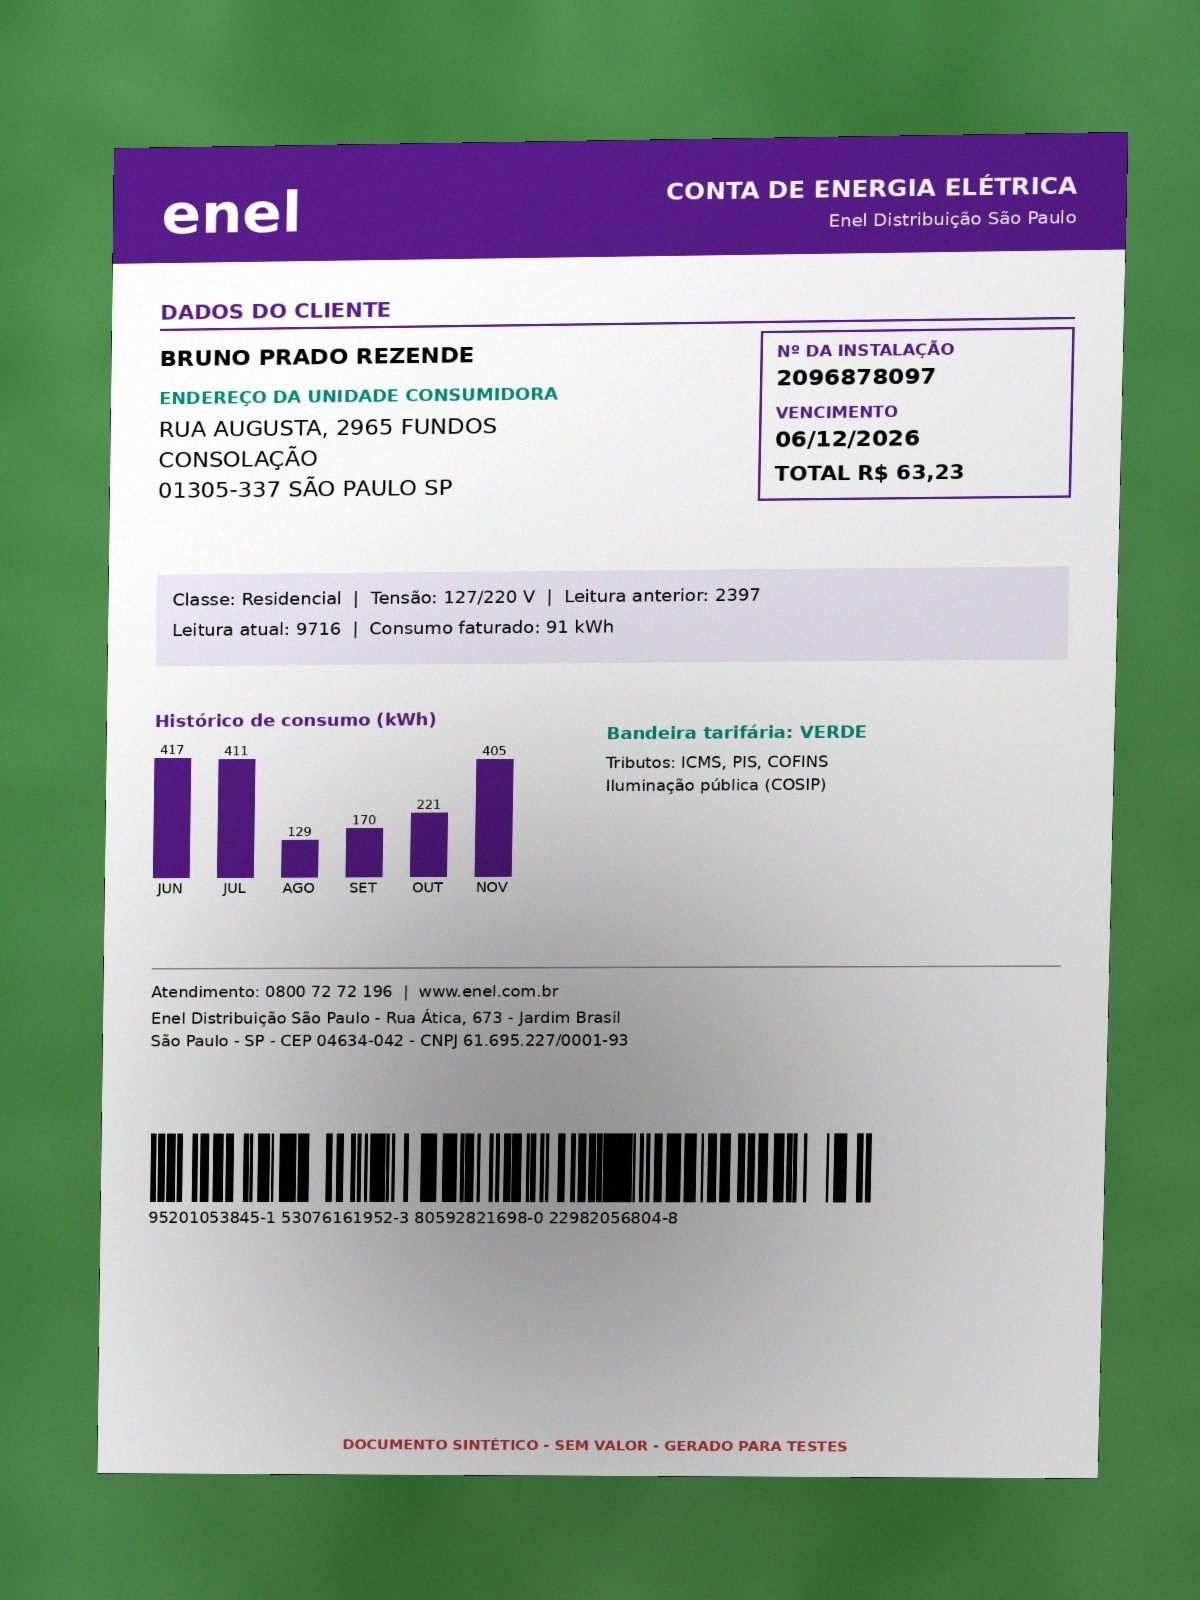 enel
CONTA DE ENERGIA ELÉTRICA
Enel Distribuição São Paulo
DADOS DO CLIENTE
BRUNO PRADO REZENDE
ENDEREÇO DA UNIDADE CONSUMIDORA
RUA AUGUSTA, 2965 FUNDOS
CONSOLAÇÃO
01305-337 SÃO PAULO SP
Nº DA INSTALAÇÃO
2096878097
VENCIMENTO
06/12/2026
TOTAL R$ 63,23
Classe: Residencial | Tensão: 127/220 V | Leitura anterior: 2397
Leitura atual: 9716 | Consumo faturado: 91 kWh
Histórico de consumo (kWh)
417 411 129 170 221 405
JUN JUL AGO SET OUT NOV
Bandeira tarifária: VERDE
Tributos: ICMS, PIS, COFINS
Iluminação pública (COSIP)
Atendimento: 0800 72 72 196 | www.enel.com.br
Enel Distribuição São Paulo - Rua Ática, 673 - Jardim Brasil
São Paulo - SP - CEP 04634-042 - CNPJ 61.695.227/0001-93
95201053845-1 53076161952-3 80592821698-0 22982056804-8
DOCUMENTO SINTÉTICO - SEM VALOR - GERADO PARA TESTES